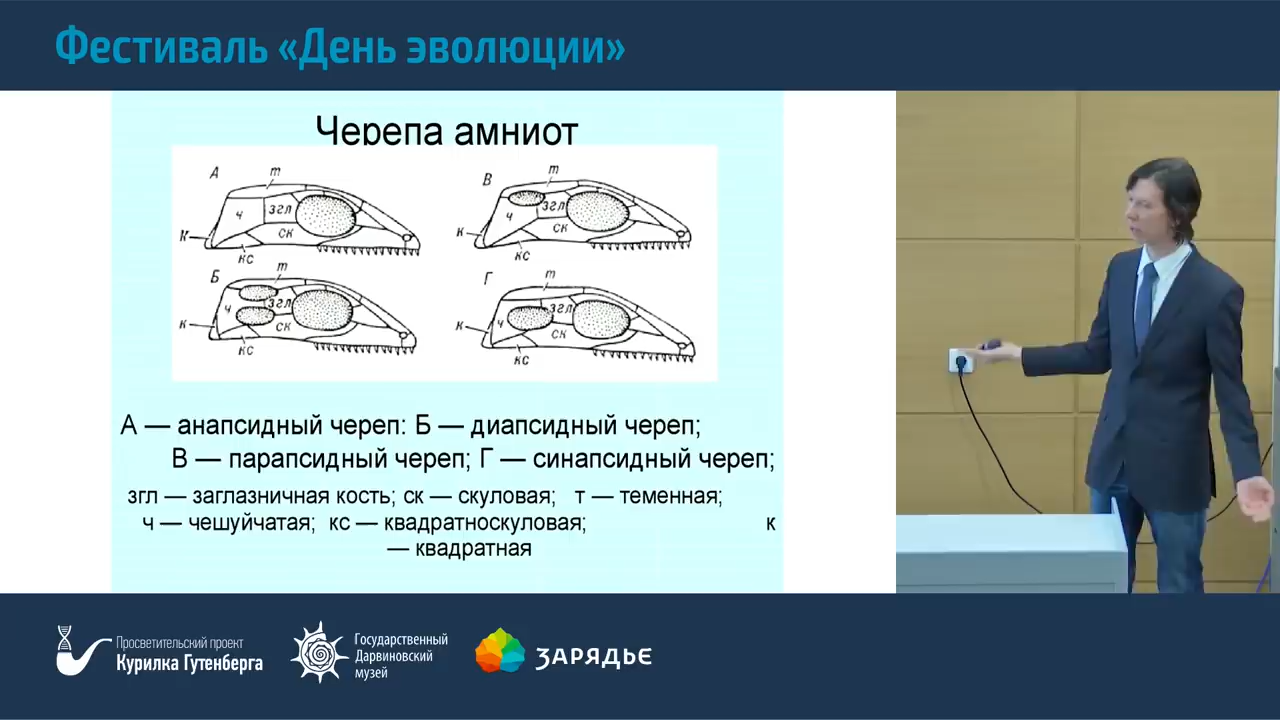 Фестиваль «День эволюции»
Черепа амниот
А
т
ч
згл
ск
К
кс
В
т
ч
згл
ск
к
кс
Б
т
ч
згл
ск
к
кс
Г
т
ч
згл
ск
к
кс
А — анапсидный череп: Б — диапсидный череп;
В — парапсидный череп; Г — синапсидный череп;
згл — заглазничная кость; ск — скуловая; т — теменная;
ч — чешуйчатая; кс — квадратноскуловая; к
— квадратная
Просветительский проект
Курилка Гутенберга
Государственный
Дарвиновский
музей
ЗАРЯДЬЕ